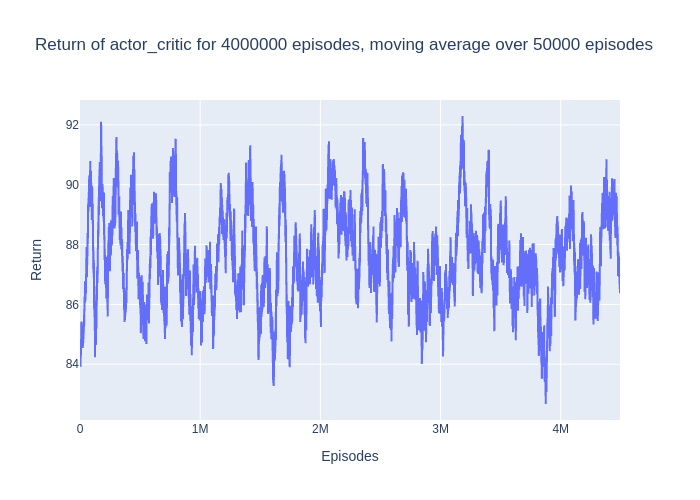 Return of actor_critic for 4000000 episodes, moving average over 50000 episodes
92
90
88
86
84
Return
0 1M 2M 3M 4M
Episodes